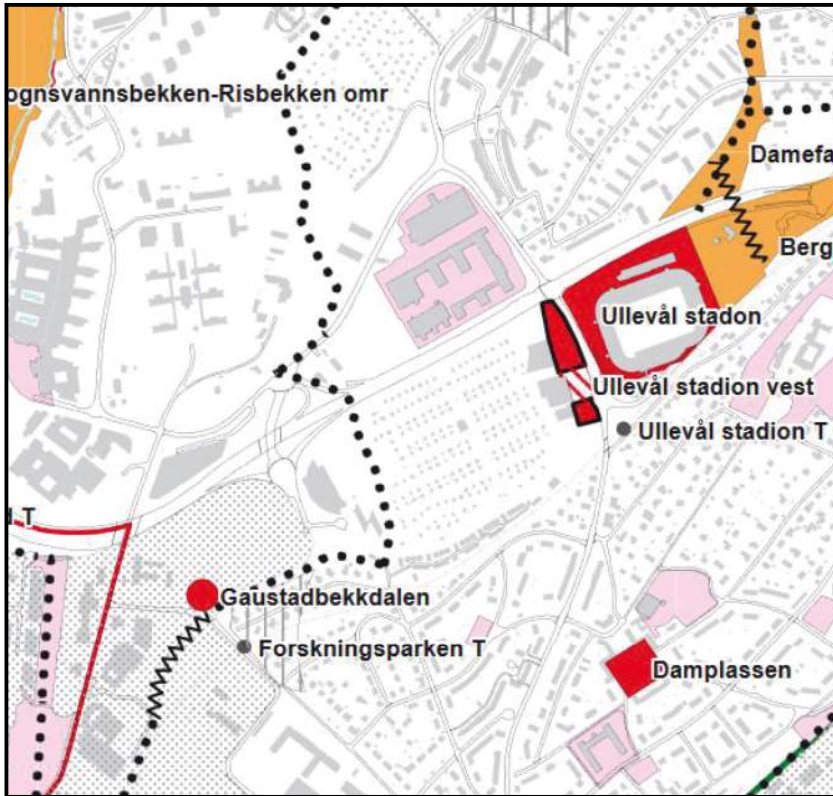 ognsvannsbekken-Risbekken omr
Damefa
Berg
Ullevål stadon
Ullevål stadion vest
Ullevål stadion T
d T
Gaustadbekkdalen
Forskningsparken T
Damplassen